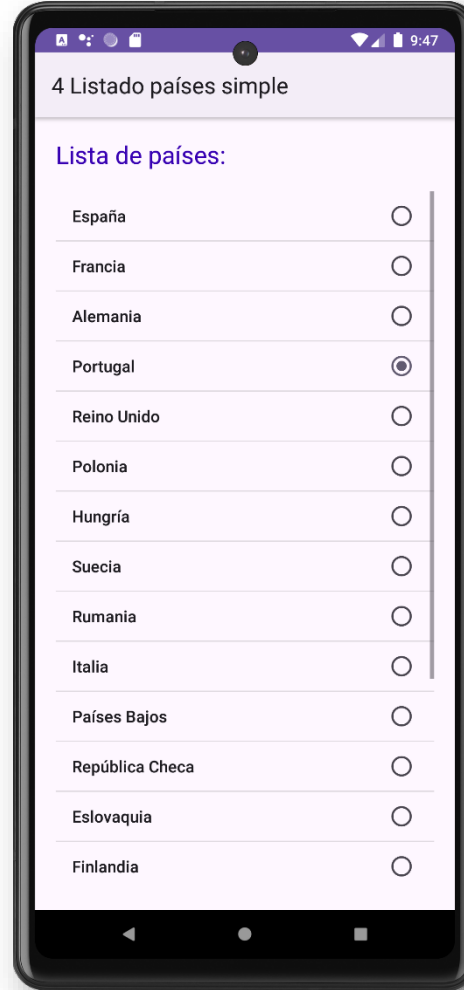 9:47
4 Listado países simple
Lista de países:
España
Francia
Alemania
Portugal
Reino Unido
Polonia
Hungría
Suecia
Rumania
Italia
Países Bajos
República Checa
Eslovaquia
Finlandia